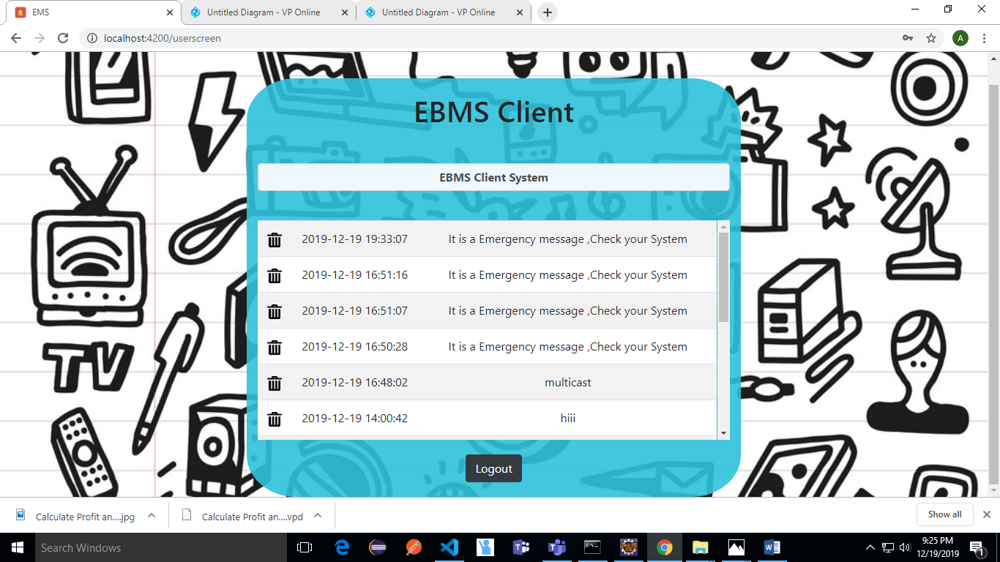 EMS
Untitled Diagram - VP Online
Untitled Diagram - VP Online
localhost:4200/userscreen
A
EBMS Client
EBMS Client System
2019-12-19 19:33:07 It is a Emergency message ,Check your System
2019-12-19 16:51:16 It is a Emergency message ,Check your System
2019-12-19 16:51:07 It is a Emergency message ,Check your System
2019-12-19 16:50:28 It is a Emergency message ,Check your System
2019-12-19 16:48:02 multicast
2019-12-19 14:00:42 hiii
Logout
TV
Calculate Profit an....jpg
Calculate Profit an....vpd
Show all
Search Windows
9:25 PM
12/19/2019
1